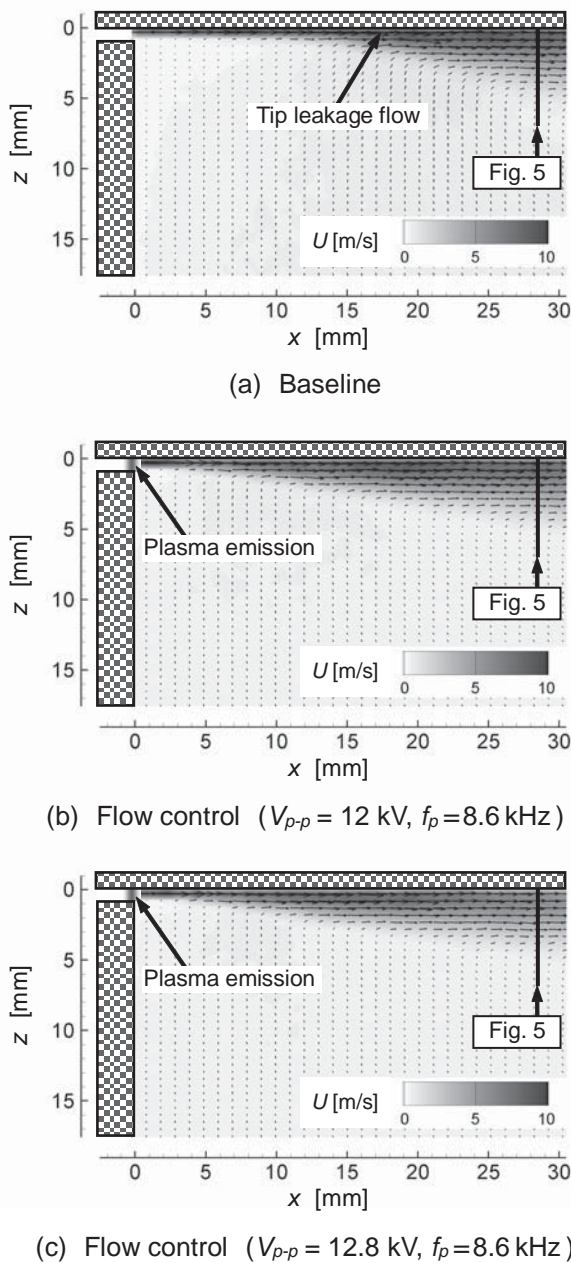 0
5
10
15
z [mm]
Tip leakage flow
Fig. 5
U [m/s]
0 5 10
0 5 10 15 20 25 30
x [mm]
(a) Baseline
0
5
10
15
z [mm]
Plasma emission
Fig. 5
U [m/s]
0 5 10
0 5 10 15 20 25 30
x [mm]
(b) Flow control (Vp-p = 12 kV, fp=8.6 kHz)
0
5
10
15
z [mm]
Plasma emission
Fig. 5
U [m/s]
0 5 10
0 5 10 15 20 25 30
x [mm]
(c) Flow control (Vp-p = 12.8 kV, fp=8.6 kHz)